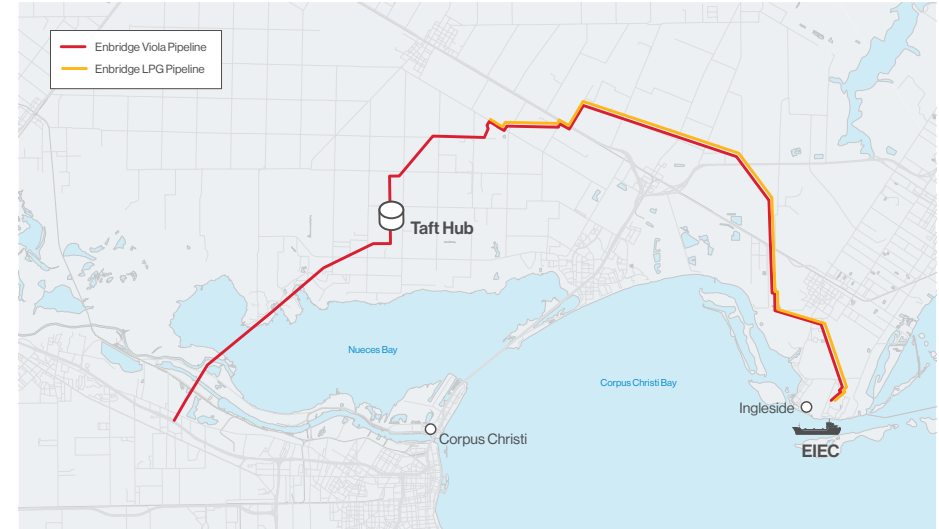 Enbridge Viola Pipeline
Enbridge LPG Pipeline
Taft Hub
Nueces Bay
Corpus Christi Bay
Ingleside
EIEC
Corpus Christi